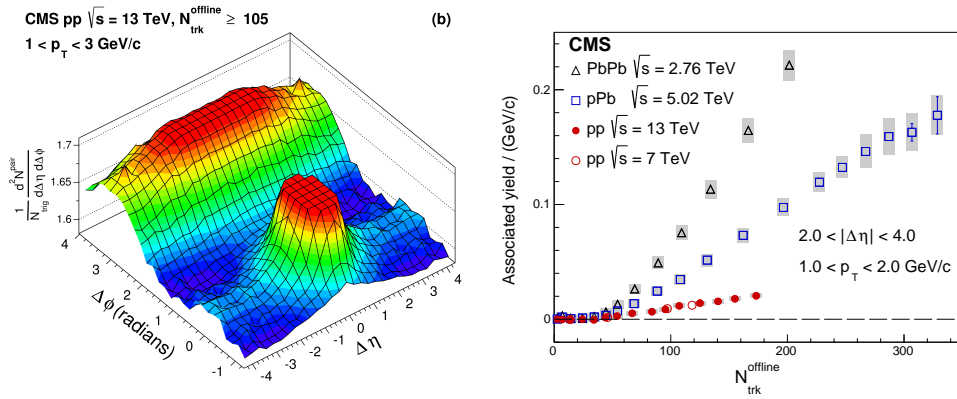 CMS pp √s = 13 TeV, N_trk^offline ≥ 105
(b)
1 < p_T < 3 GeV/c
1/N_trig d²N^pair/dΔη dΔϕ
1.7
1.65
1.6
4
3
2
1
0
-1
Δϕ (radians)
-4
-3
-2
-1
0
1
2
3
4
Δη
CMS
PbPb √s = 2.76 TeV
pPb √s = 5.02 TeV
pp √s = 13 TeV
pp √s = 7 TeV
2.0 < |Δη| < 4.0
1.0 < p_T < 2.0 GeV/c
Associated yield / (GeV/c)
0.2
0.1
0
0
100
200
300
N_trk^offline